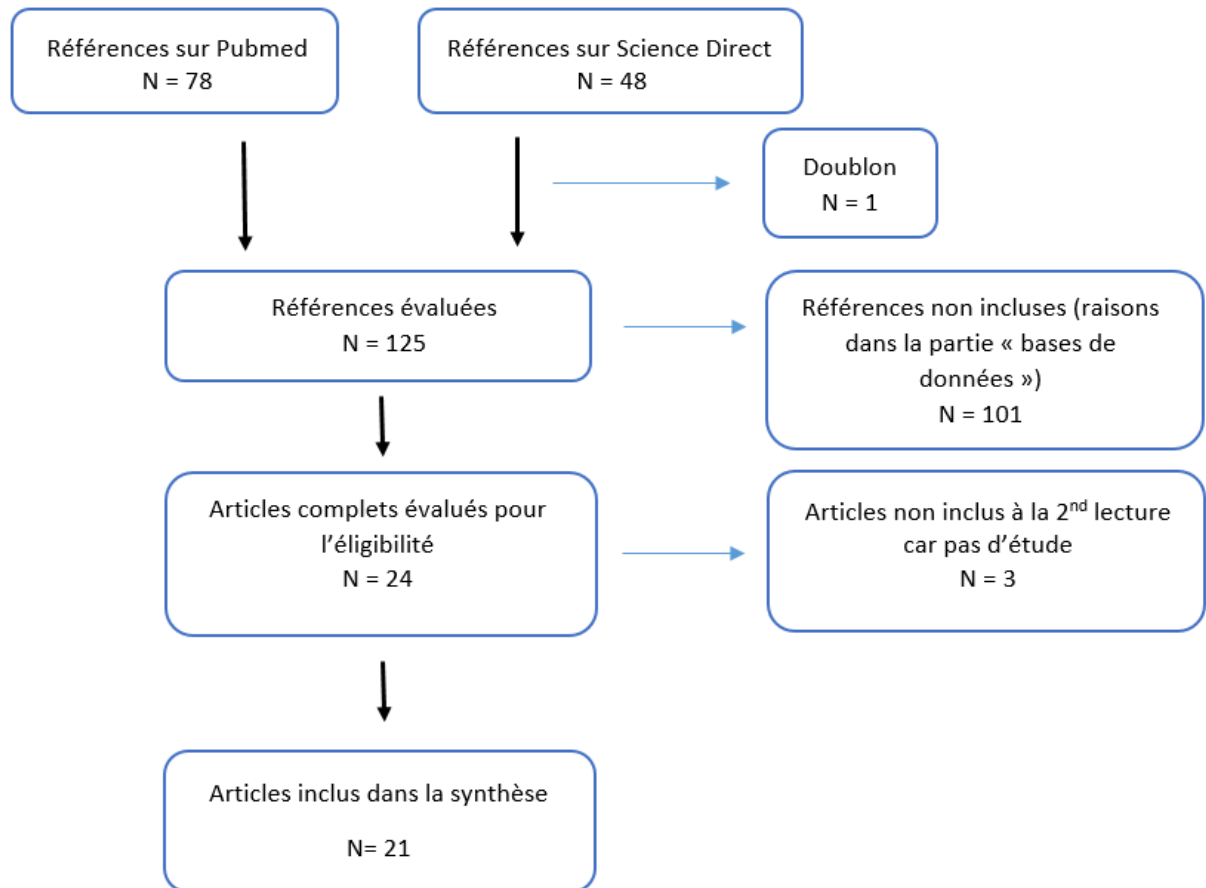 Références sur Pubmed
N = 78
Références sur Science Direct
N = 48
Doublon
N = 1
Références évaluées
N = 125
Références non incluses (raisons
dans la partie « bases de
données »)
N = 101
Articles complets évalués pour
l’éligibilité
N = 24
Articles non inclus à la 2nd lecture
car pas d’étude
N = 3
Articles inclus dans la synthèse
N= 21